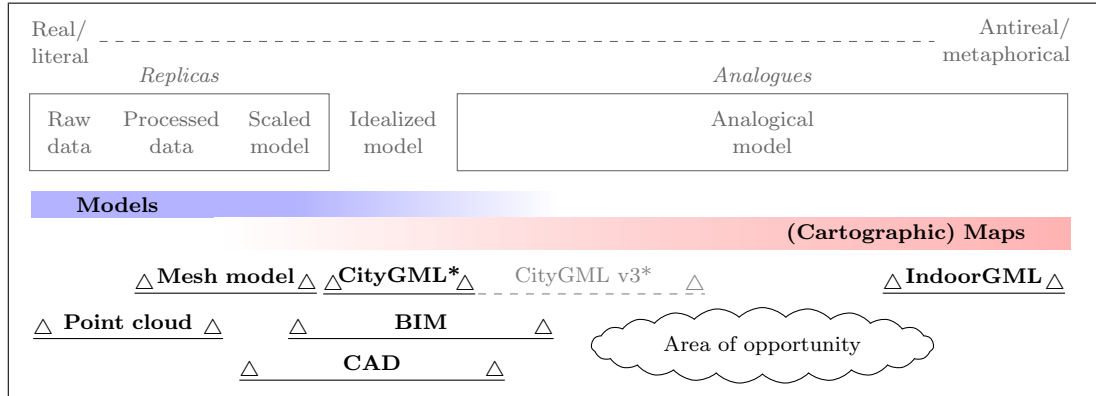 Real/
literal
Antireal/
metaphorical
Replicas
Analogues
Raw
data
Processed
data
Scaled
model
Idealized
model
Analogical
model
Models
(Cartographic) Maps
Mesh model
CityGML*
CityGML v3*
IndoorGML
Point cloud
BIM
Area of opportunity
CAD